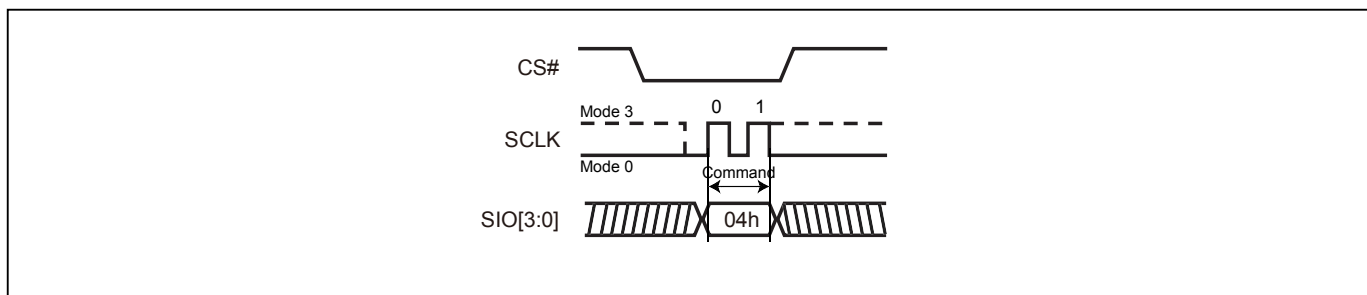 CS#
Mode 3
0 1
SCLK
Mode 0
Command
SIO[3:0]
04h